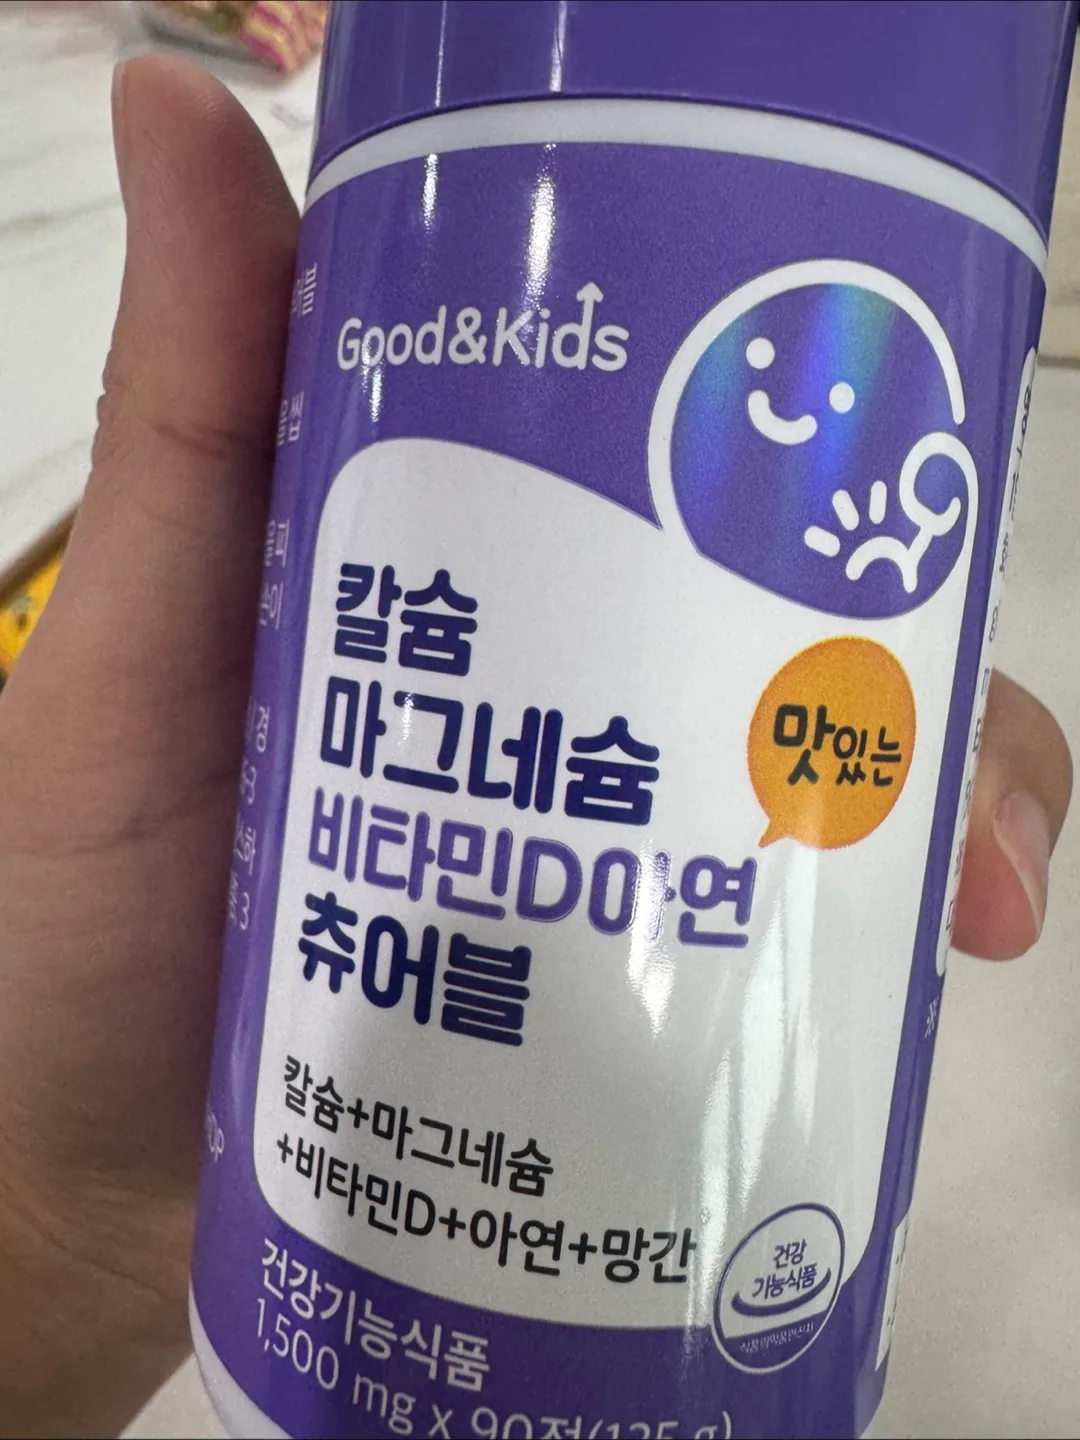 Good&Kids
칼슘
마그네슘
비타민D아연
츄어블
맛있는
칼슘+마그네슘
+비타민D+아연+망간
건강
기능식품
건강기능식품
1,500 mg x 90정(135 g)